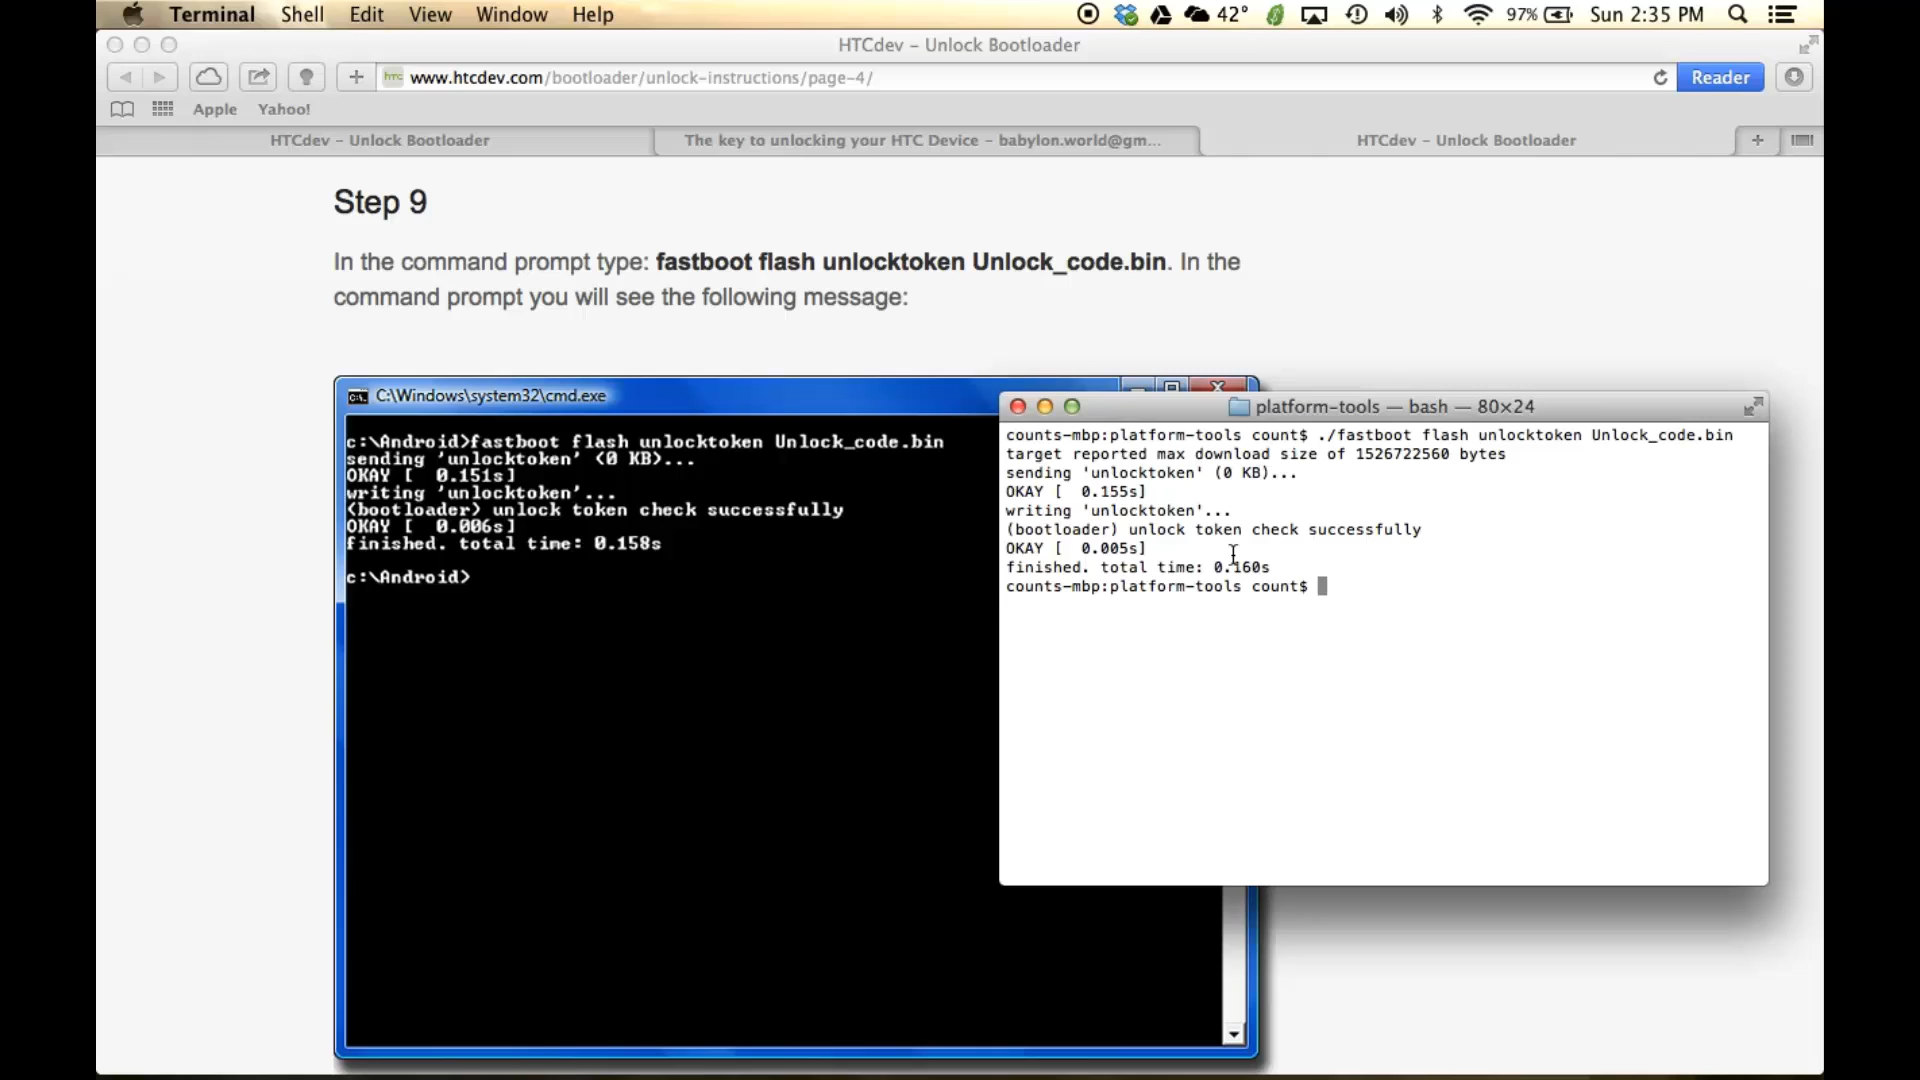 Terminal Shell Edit View Window Help 42° 97% Sun 2:35 PM
HTCdev – Unlock Bootloader
htc www.htcdev.com/bootloader/unlock-instructions/page-4/ Reader
Apple Yahoo!
HTCdev – Unlock Bootloader The key to unlocking your HTC Device – babylon.world@gm... HTCdev – Unlock Bootloader
Step 9
In the command prompt type: fastboot flash unlocktoken Unlock_code.bin. In the
command prompt you will see the following message:
C:\Windows\system32\cmd.exe
c:\Android>fastboot flash unlocktoken Unlock_code.bin
sending 'unlocktoken' (0 KB)...
OKAY [  0.151s]
writing 'unlocktoken'...
(bootloader) unlock token check successfully
OKAY [  0.006s]
finished. total time: 0.158s
c:\Android>
platform-tools — bash — 80×24
counts-mbp:platform-tools count$ ./fastboot flash unlocktoken Unlock_code.bin
target reported max download size of 1526722560 bytes
sending 'unlocktoken' (0 KB)...
OKAY [  0.155s]
writing 'unlocktoken'...
(bootloader) unlock token check successfully
OKAY [  0.005s]
finished. total time: 0.160s
counts-mbp:platform-tools count$